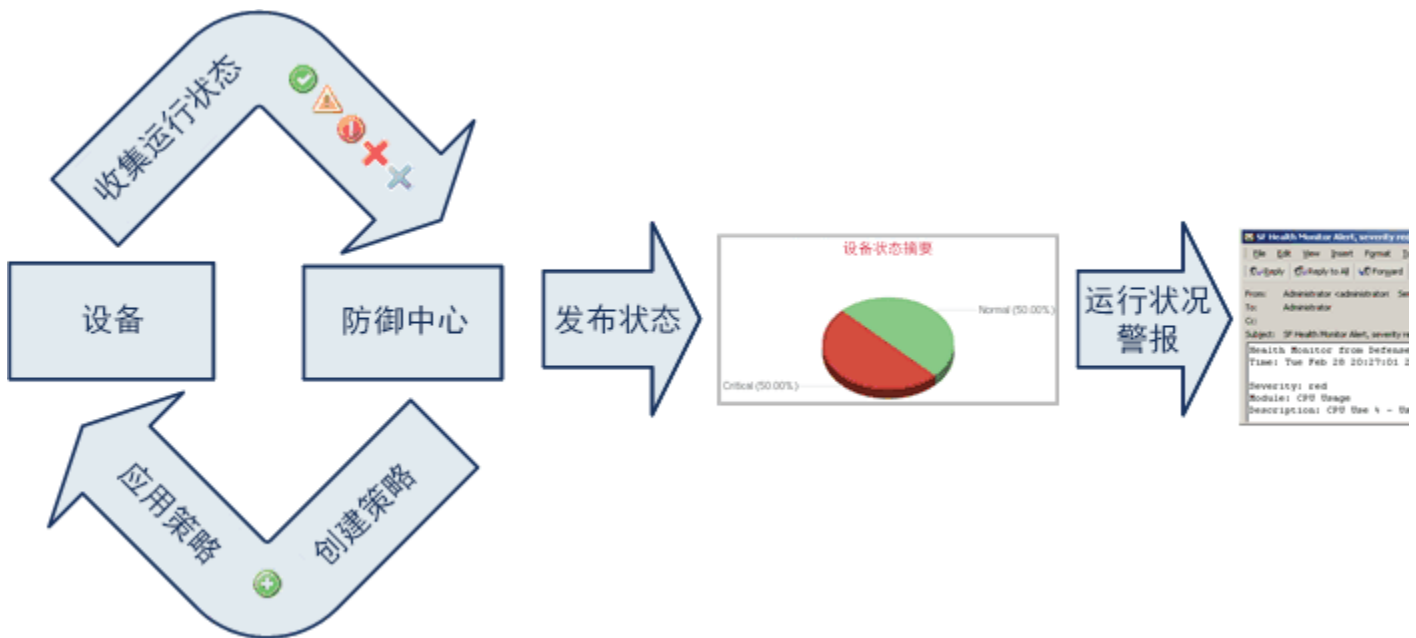 收集运行状态
设备
防御中心
应用策略
创建策略
发布状态
设备状态摘要
Normal (50.00%)
Critical (50.00%)
运行状况
警报
SF Health Monitor Alert, severity re
File Edit View Insert Format
Reply Reply to All Forward
From: Administrator <administrator>
To: Administrator
Cc:
Subject: SF Health Monitor Alert, severity re
Health Monitor from Defense
Time: Tue Feb 28 20:27:01 2
Severity: red
Module: CPU Usage
Description: CPU Use % - Us